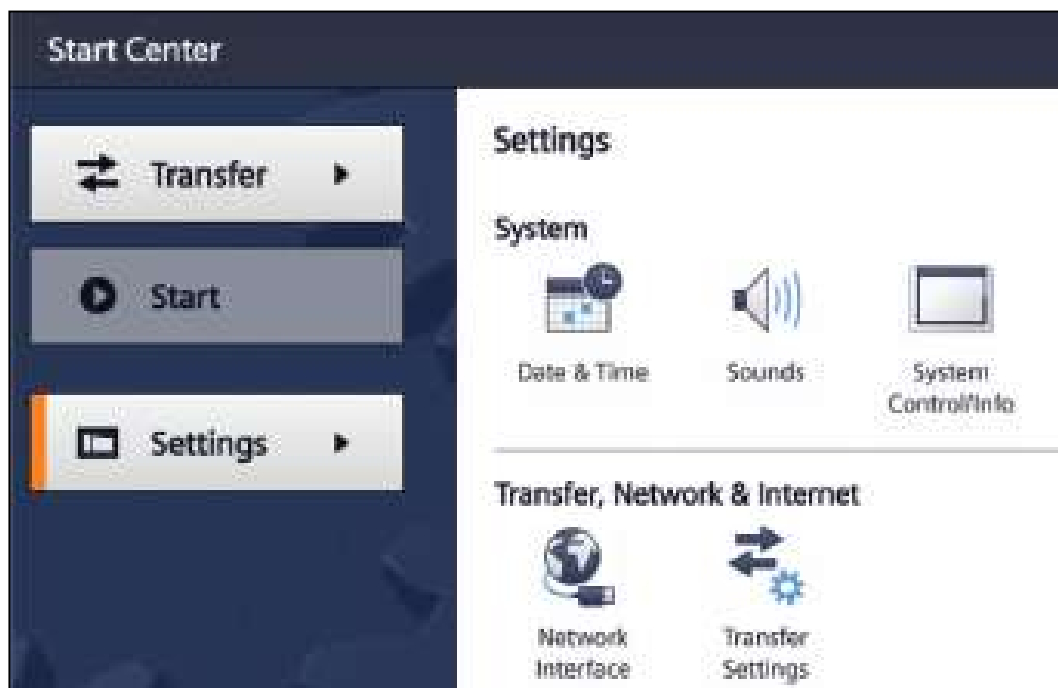 Start Center
Transfer
Start
Settings
Settings
System
Date & Time
Sounds
System
Control/Info
Transfer, Network & Internet
Network
Interface
Transfer
Settings